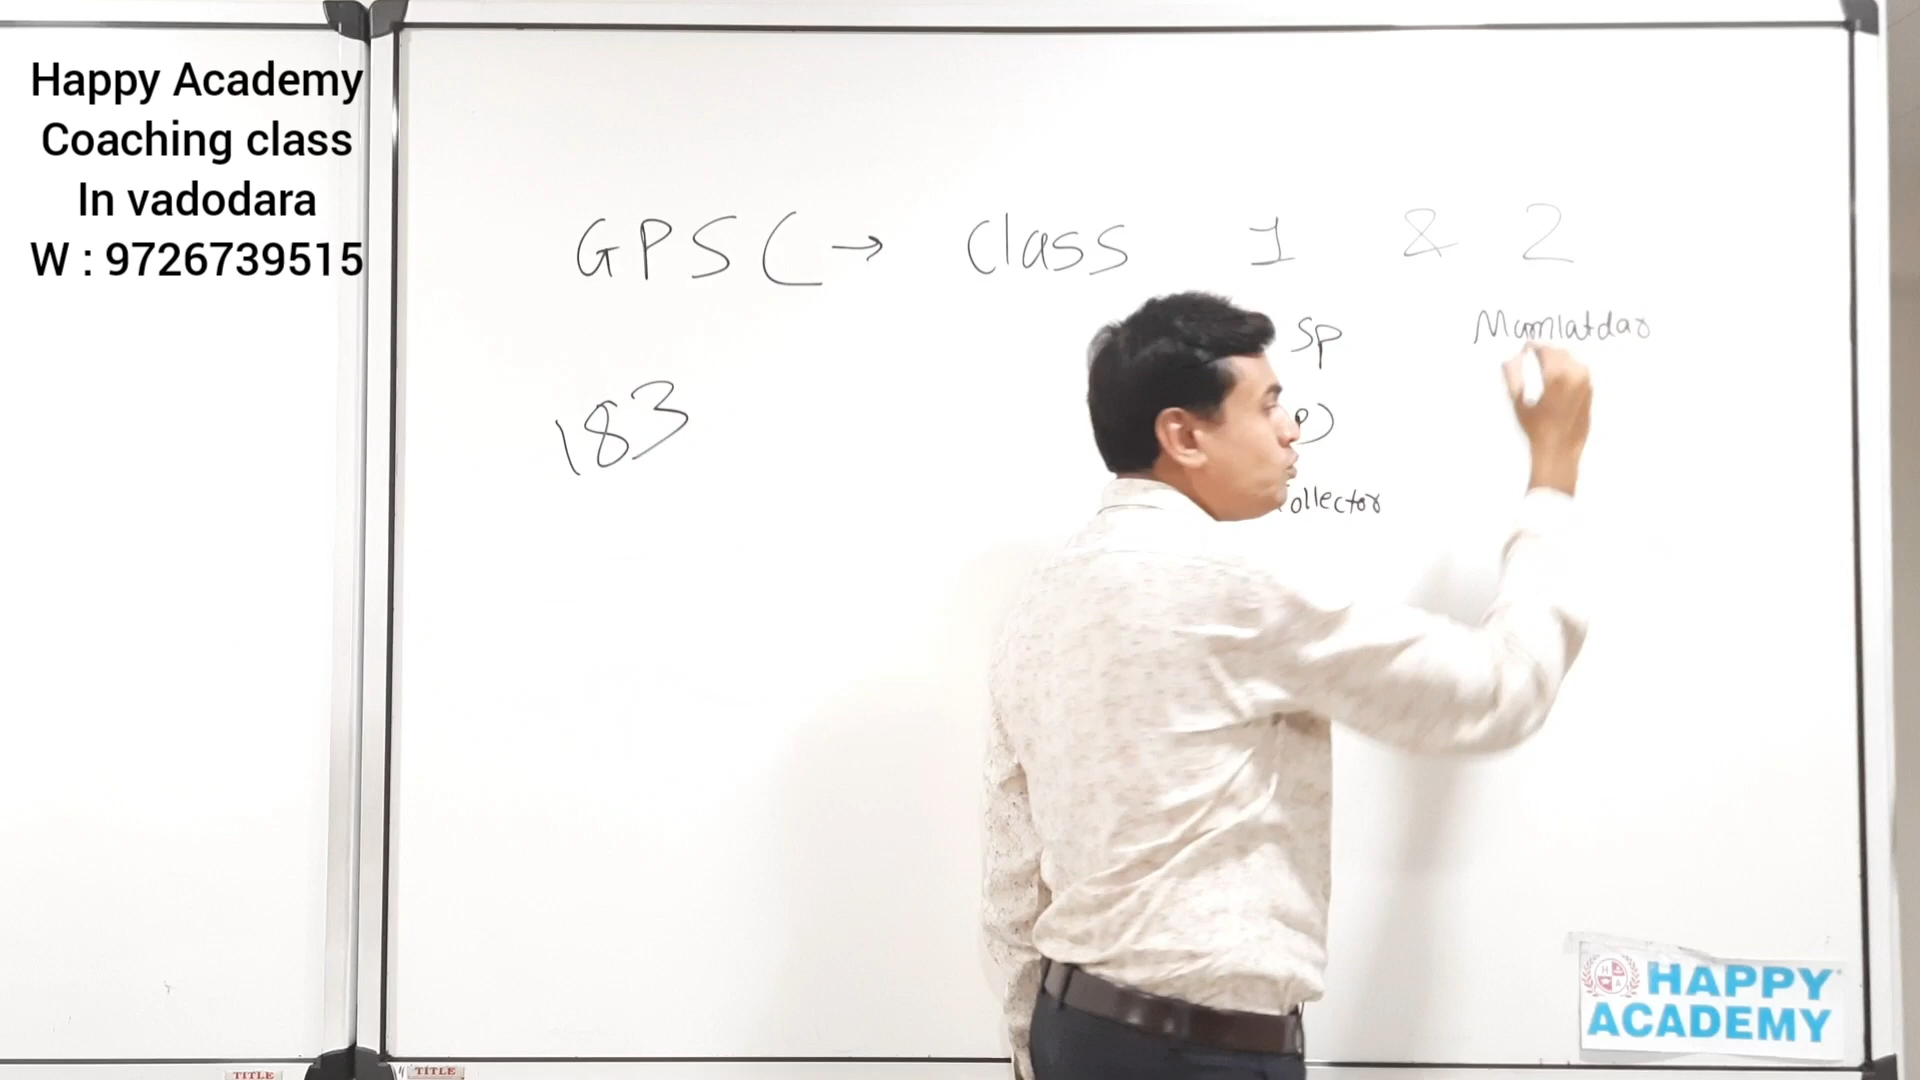 Happy Academy
Coaching class
In vadodara
W : 9726739515
GPSC → Class 1 & 2
SP
Mamlatdar
183
ollector
HAPPY
ACADEMY
TITLE
TITLE